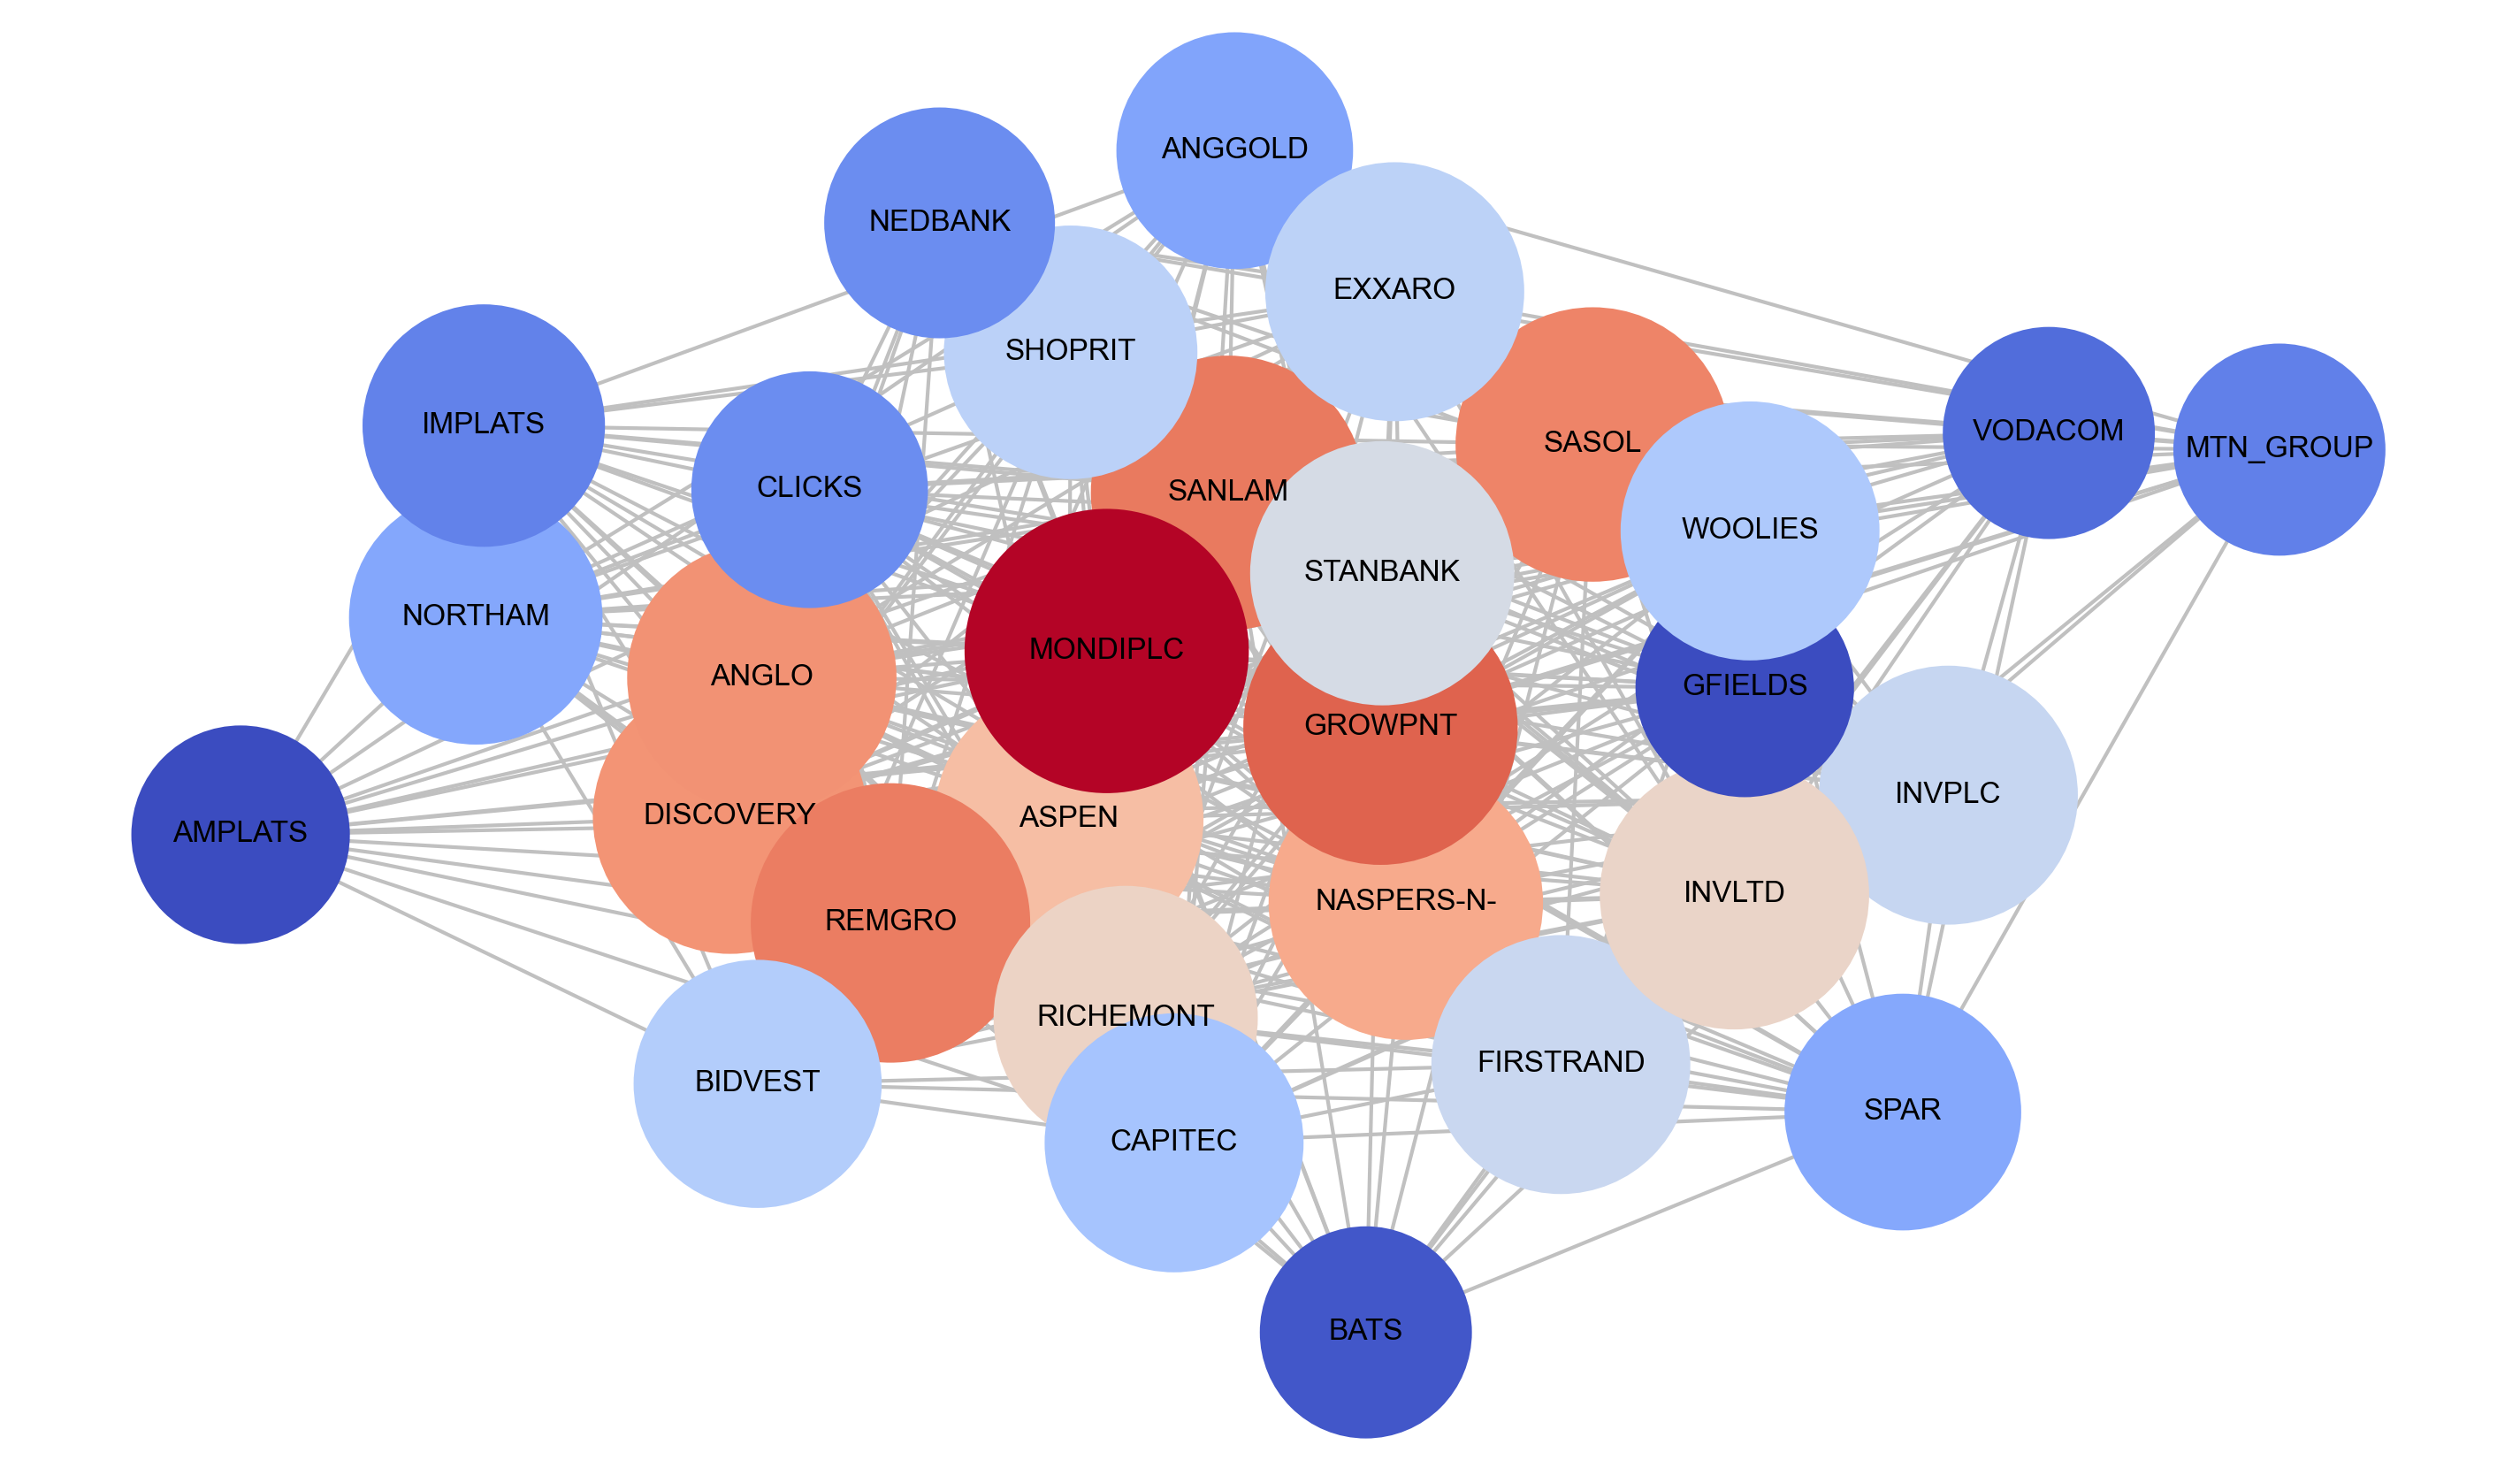 ANGGOLD
NEDBANK
EXXARO
SHOPRIT
IMPLATS
VODACOM
SASOL
MTN_GROUP
CLICKS
SANLAM
WOOLIES
STANBANK
NORTHAM
MONDIPLC
ANGLO
GFIELDS
GROWPNT
INVPLC
DISCOVERY
ASPEN
AMPLATS
INVLTD
NASPERS-N-
REMGRO
RICHEMONT
FIRSTRAND
BIDVEST
SPAR
CAPITEC
BATS